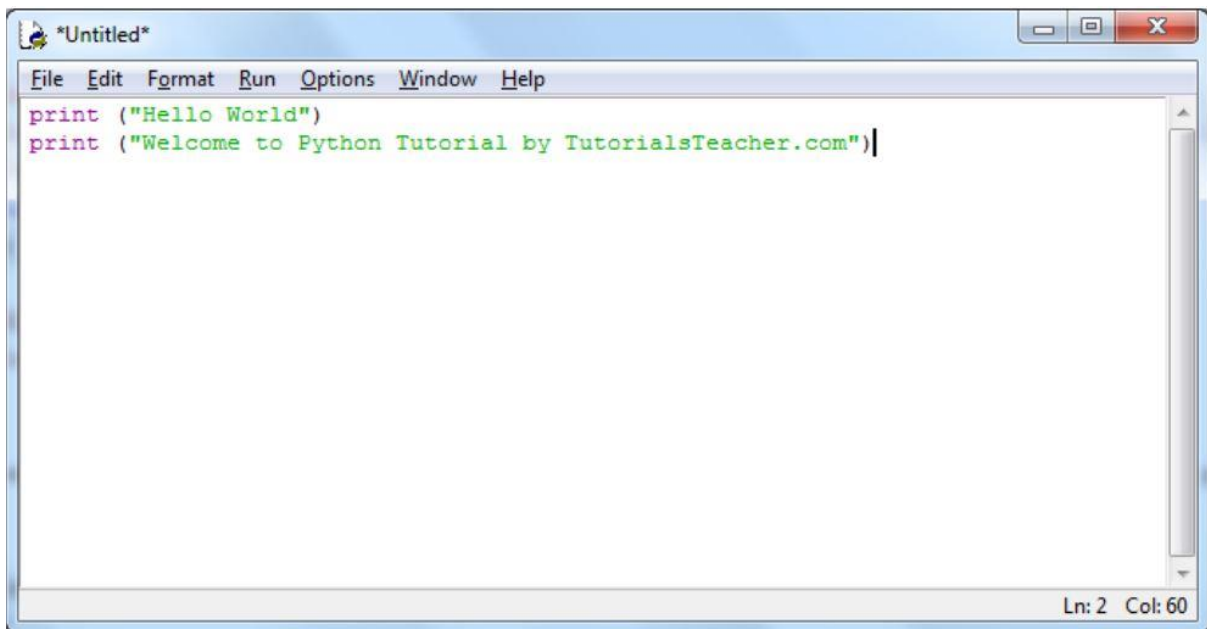 *Untitled*
File Edit Format Run Options Window Help
print ("Hello World")
print ("Welcome to Python Tutorial by TutorialsTeacher.com")
Ln: 2 Col: 60